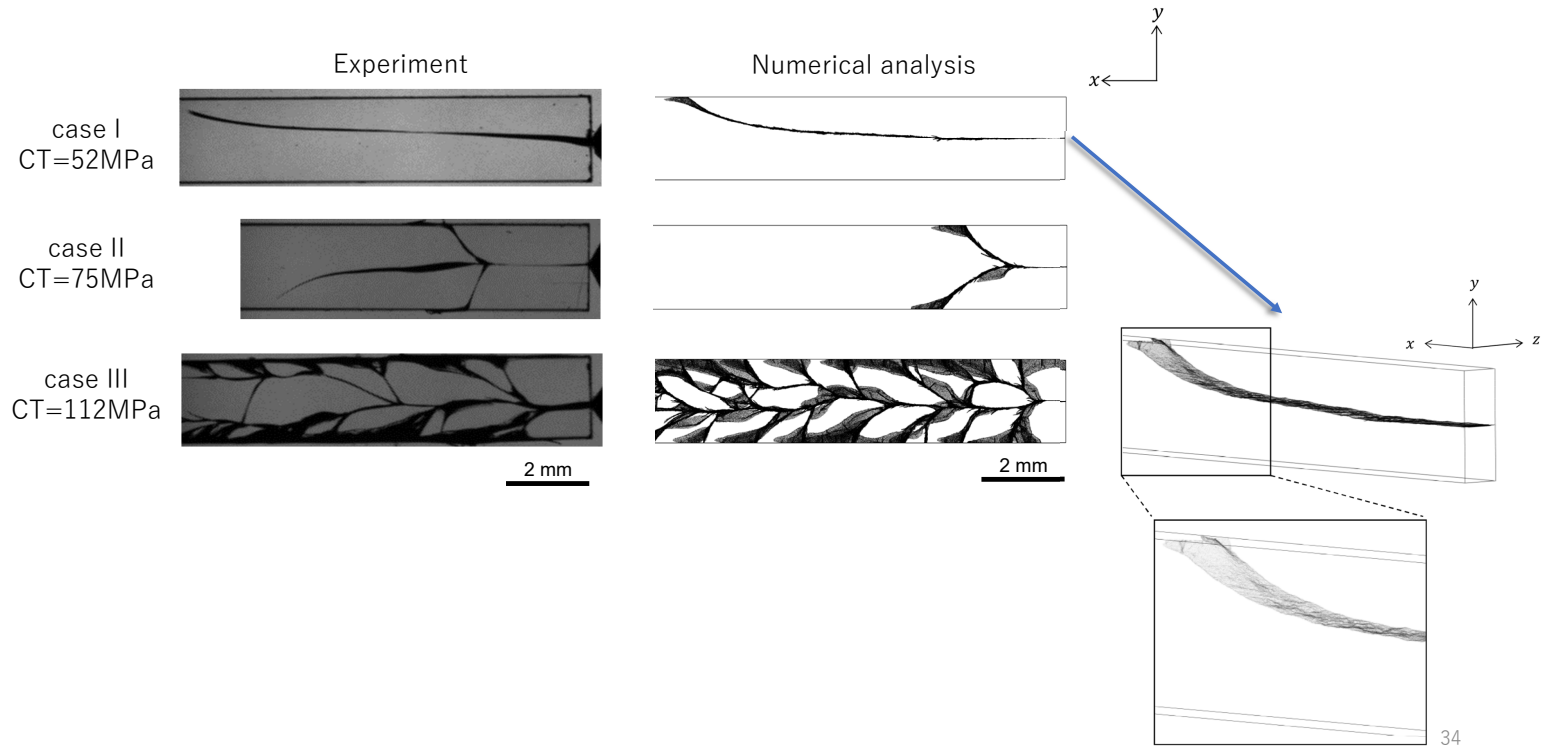 y
x
Experiment
Numerical analysis
case I
CT=52MPa
case II
CT=75MPa
case III
CT=112MPa
2 mm
2 mm
y
x
z
34